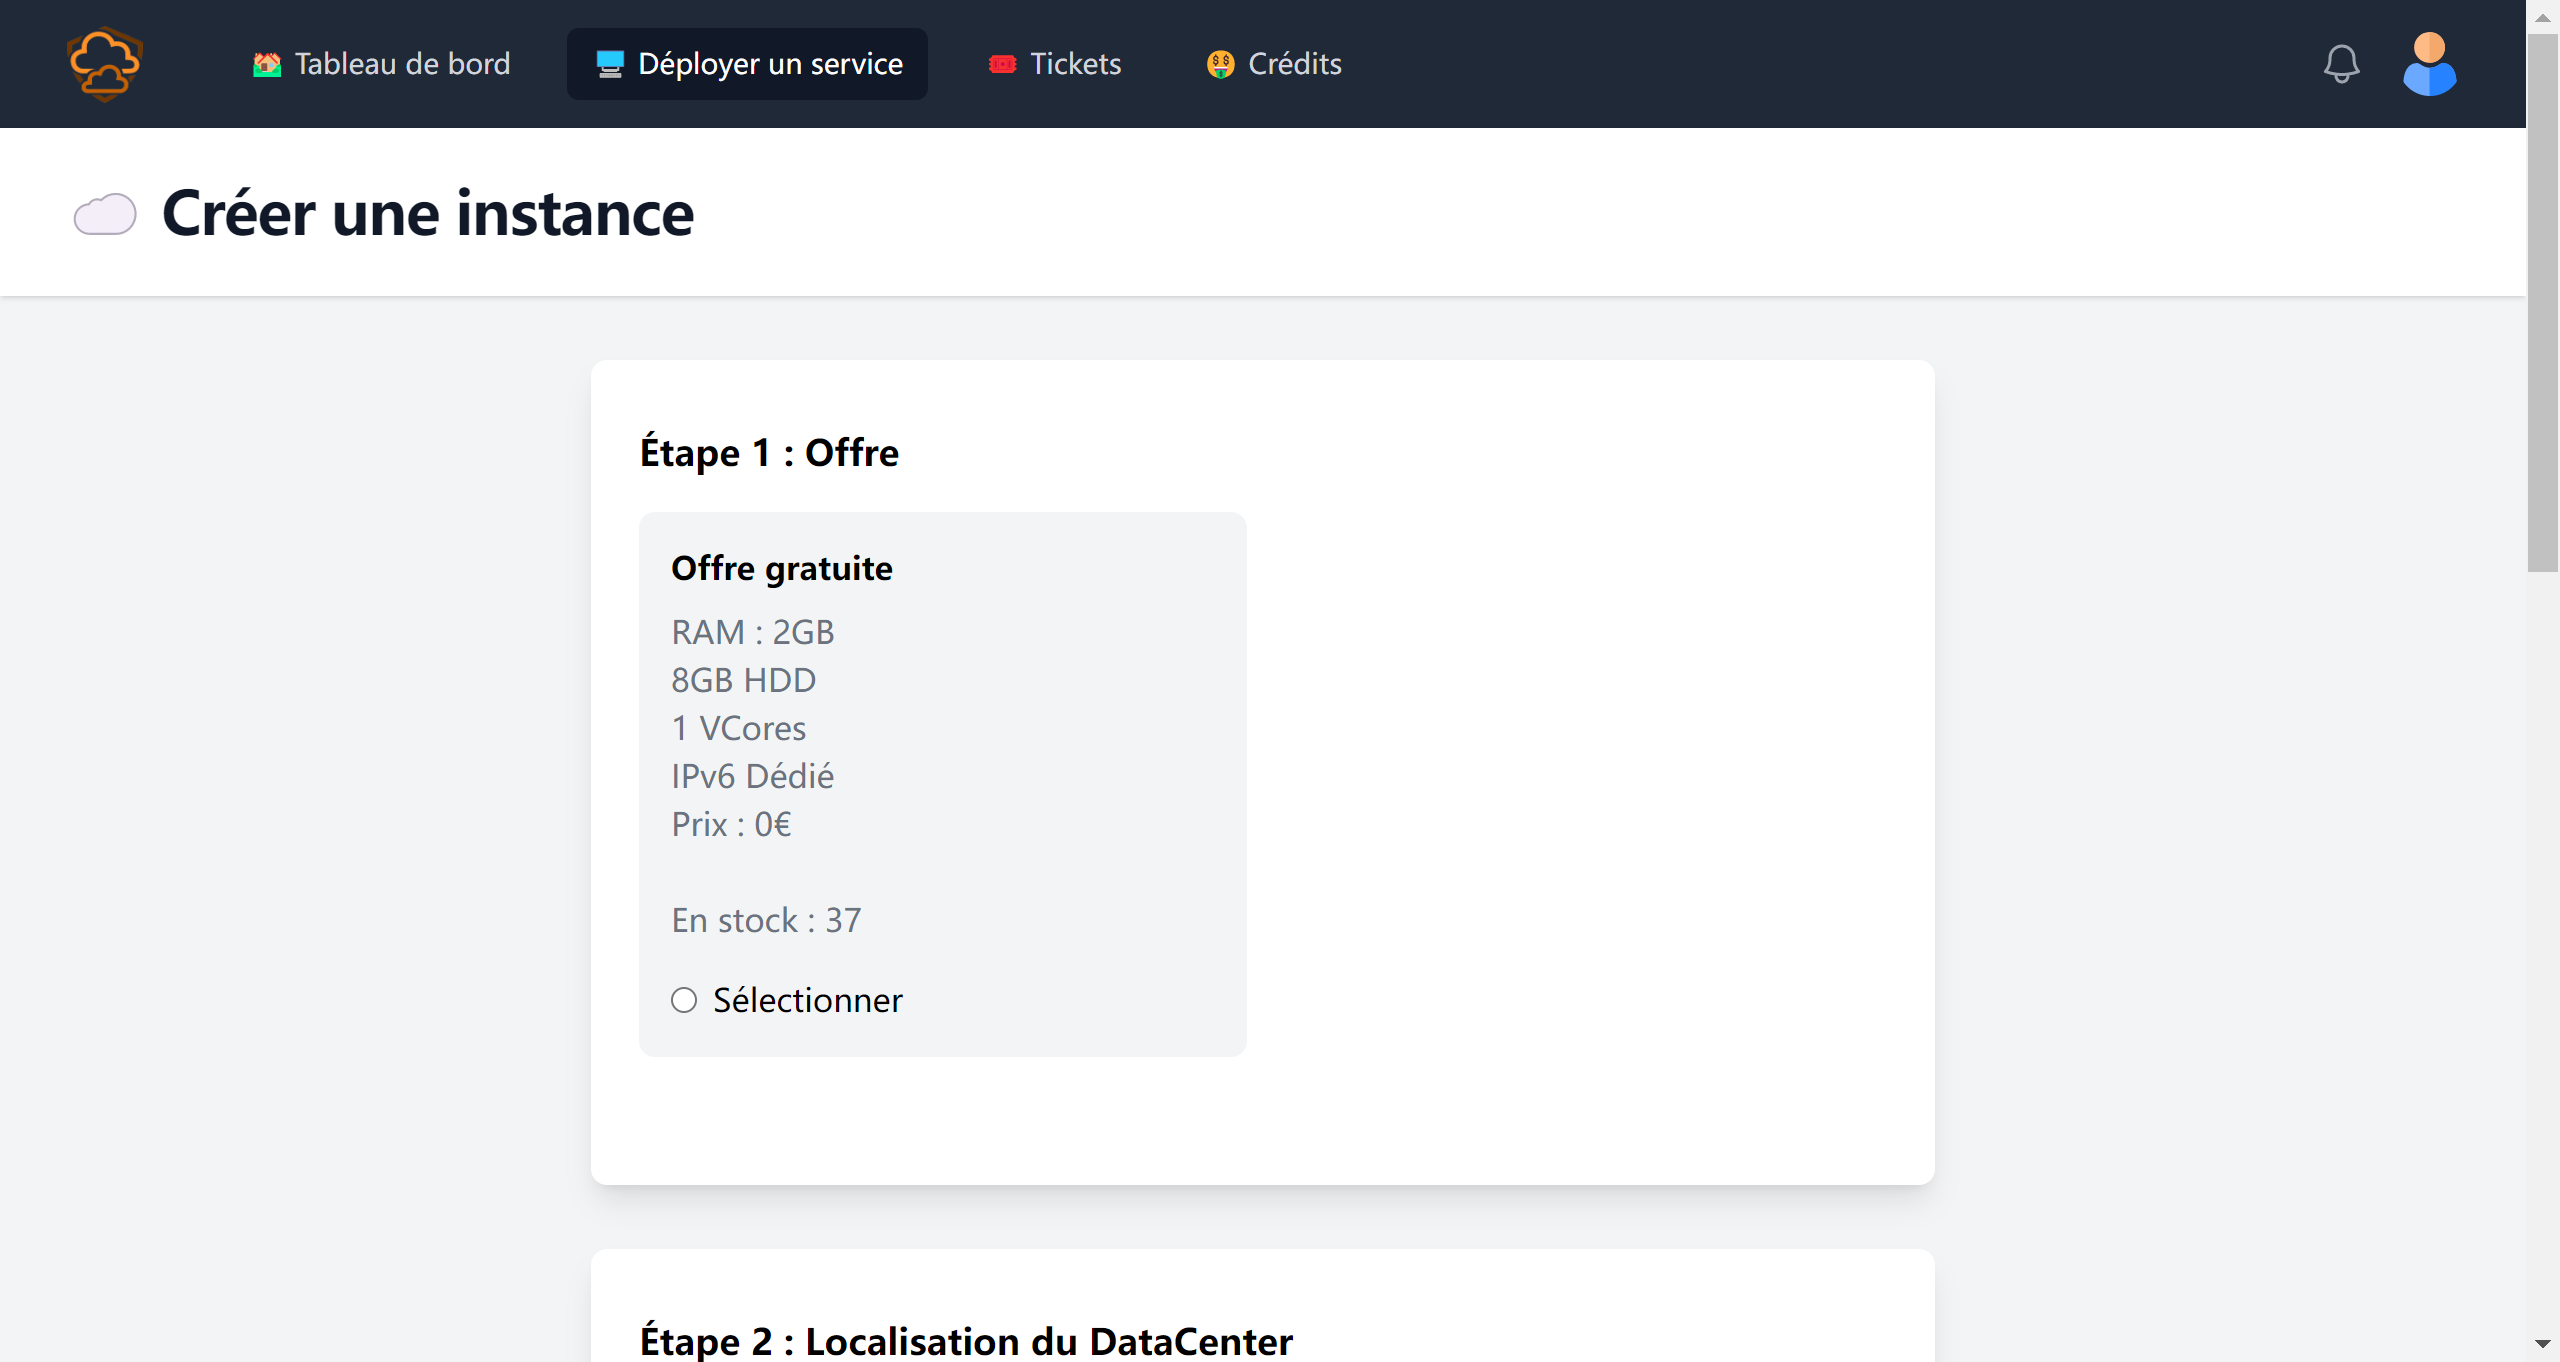 Tableau de bord
Déployer un service
Tickets
Crédits
Créer une instance
Étape 1 : Offre
Offre gratuite
RAM : 2GB
8GB HDD
1 VCores
IPv6 Dédié
Prix : 0€
En stock : 37
Sélectionner
Étape 2 : Localisation du DataCenter